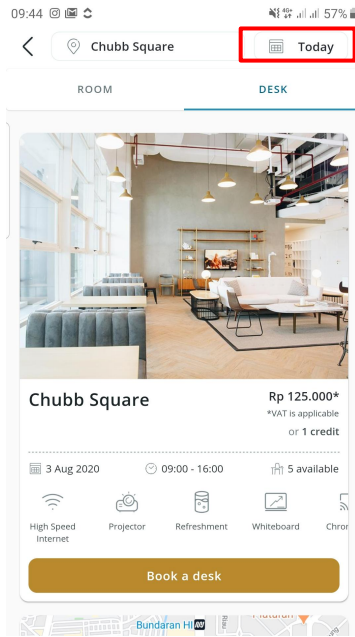 09:44 4G+ 57%
Chubb Square Today
ROOM DESK
Chubb Square Rp 125.000*
*VAT is applicable
or 1 credit
3 Aug 2020 09:00 - 16:00 5 available
High Speed Internet Projector Refreshment Whiteboard Chror
Book a desk
Bundaran HI